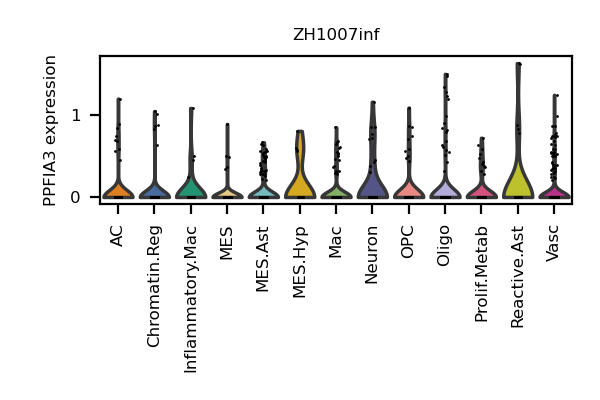 ZH1007inf
PPFIA3 expression
1
0
AC
Chromatin.Reg
Inflammatory.Mac
MES
MES.Ast
MES.Hyp
Mac
Neuron
OPC
Oligo
Prolif.Metab
Reactive.Ast
Vasc